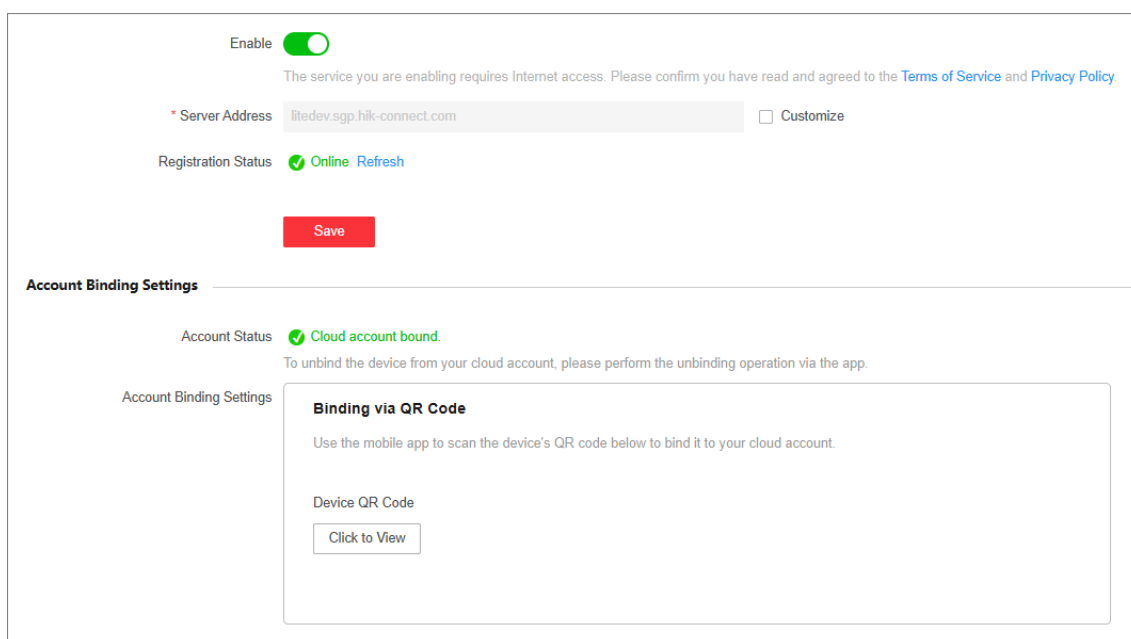 Enable
The service you are enabling requires Internet access. Please confirm you have read and agreed to the Terms of Service and Privacy Policy.
* Server Address litedev.sgp.hik-connect.com Customize
Registration Status Online Refresh
Save
Account Binding Settings
Account Status Cloud account bound.
To unbind the device from your cloud account, please perform the unbinding operation via the app.
Account Binding Settings
Binding via QR Code
Use the mobile app to scan the device's QR code below to bind it to your cloud account.
Device QR Code
Click to View